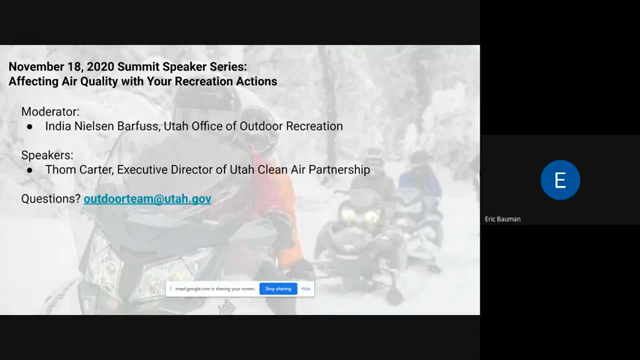 November 18, 2020 Summit Speaker Series:
Affecting Air Quality with Your Recreation Actions
Moderator:
● India Nielsen Barfuss, Utah Office of Outdoor Recreation
Speakers:
● Thom Carter, Executive Director of Utah Clean Air Partnership
Questions? outdoorteam@utah.gov
meet.google.com is sharing your screen. Stop sharing Hide
E
Eric Bauman